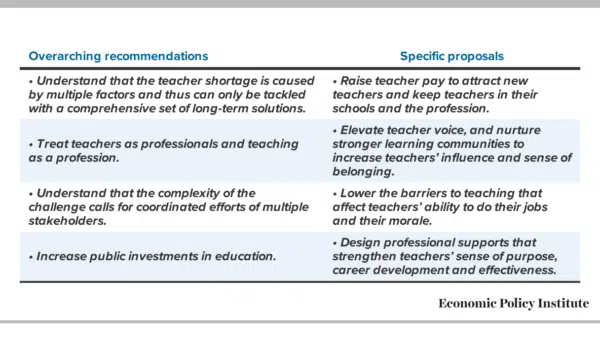 Overarching recommendations
Specific proposals
• Understand that the teacher shortage is caused
by multiple factors and thus can only be tackled
with a comprehensive set of long-term solutions.
• Raise teacher pay to attract new
teachers and keep teachers in their
schools and the profession.
• Treat teachers as professionals and teaching
as a profession.
• Elevate teacher voice, and nurture
stronger learning communities to
increase teachers’ influence and sense of
belonging.
• Understand that the complexity of the
challenge calls for coordinated efforts of multiple
stakeholders.
• Lower the barriers to teaching that
affect teachers’ ability to do their jobs
and their morale.
• Increase public investments in education.
• Design professional supports that
strengthen teachers’ sense of purpose,
career development and effectiveness.
Economic Policy Institute